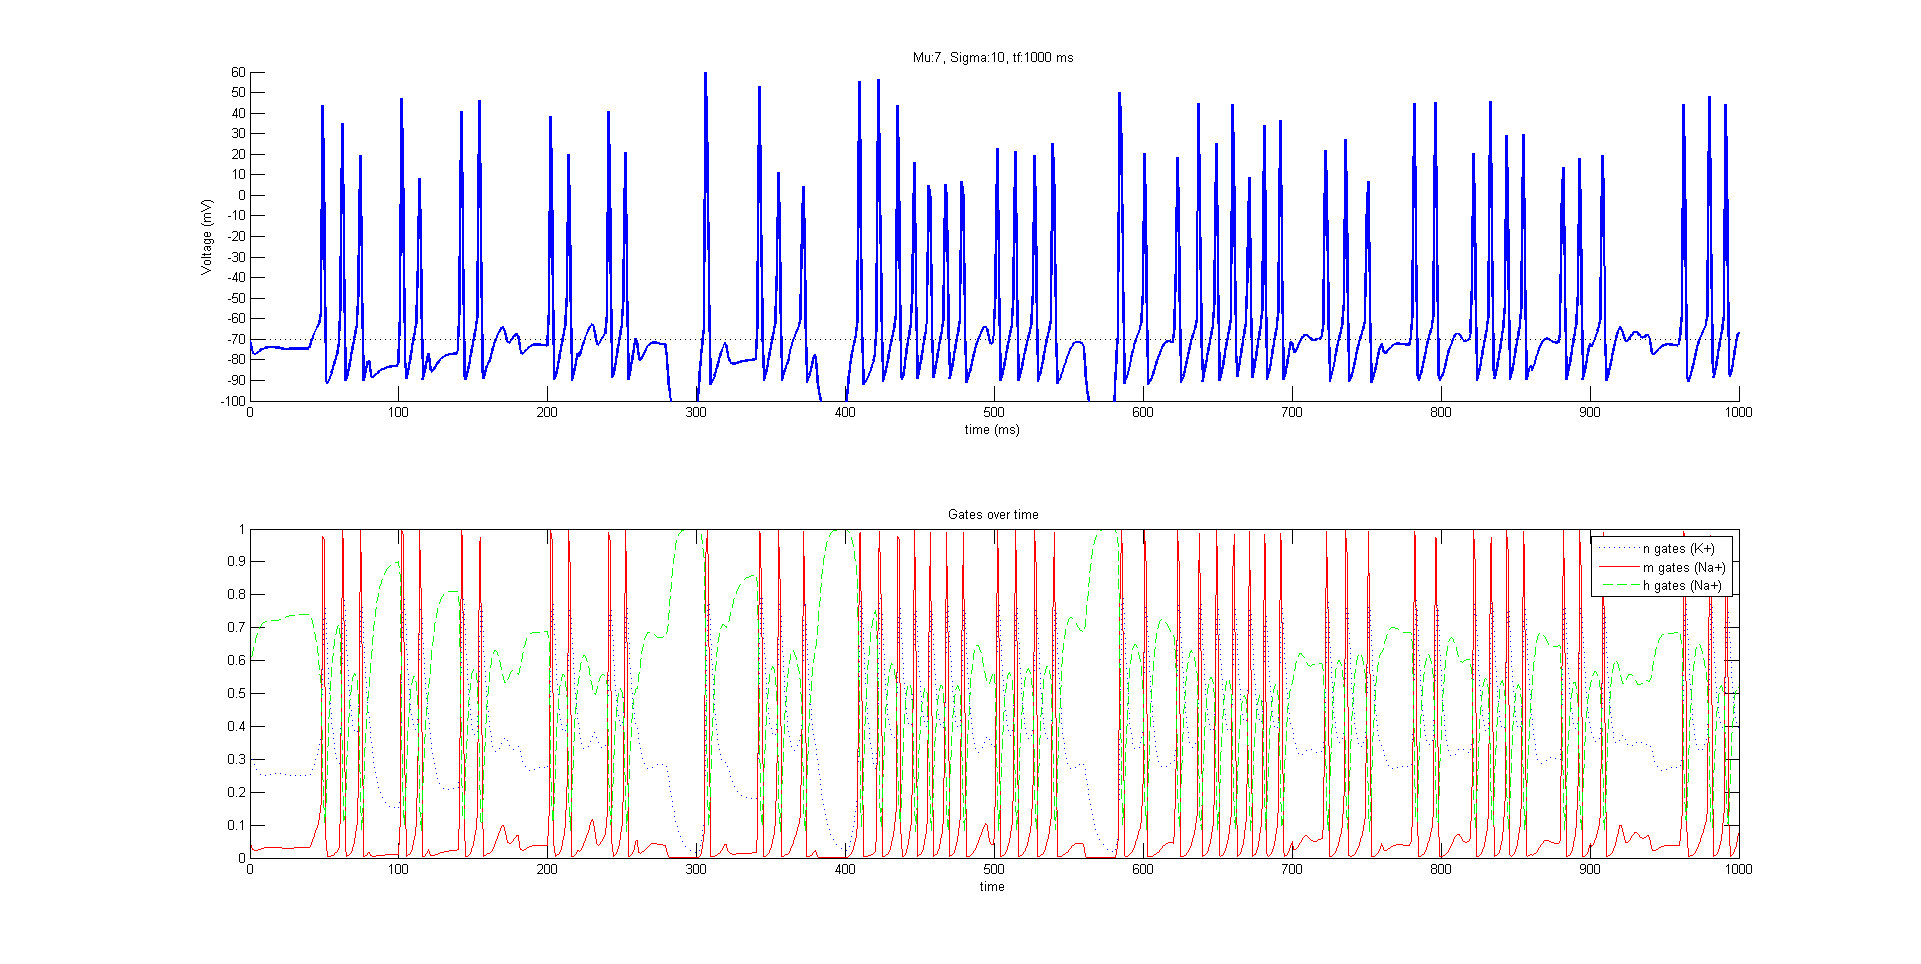 Mu:7, Sigma:10, tf:1000 ms
60
50
40
30
20
10
0
-10
-20
-30
-40
-50
-60
-70
-80
-90
-100
Voltage (mV)
0 100 200 300 400 500 600 700 800 900 1000
time (ms)
Gates over time
1
0.9
0.8
0.7
0.6
0.5
0.4
0.3
0.2
0.1
0
n gates (K+)
m gates (Na+)
h gates (Na+)
0 100 200 300 400 500 600 700 800 900 1000
time